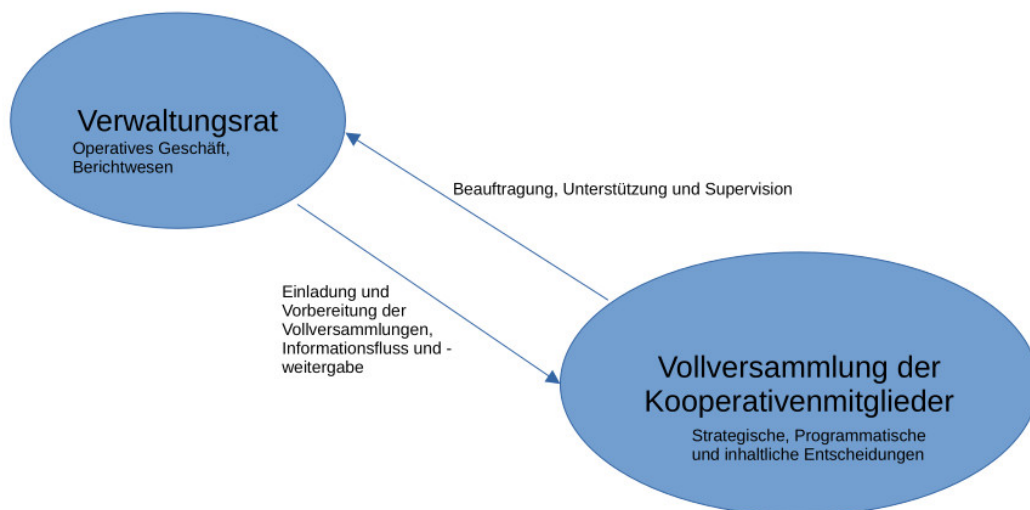 Verwaltungsrat
Operatives Geschäft,
Berichtwesen
Beauftragung, Unterstützung und Supervision
Einladung und
Vorbereitung der
Vollversammlungen,
Informationsfluss und -
weitergabe
Vollversammlung der
Kooperativenmitglieder
Strategische, Programmatische
und inhaltliche Entscheidungen